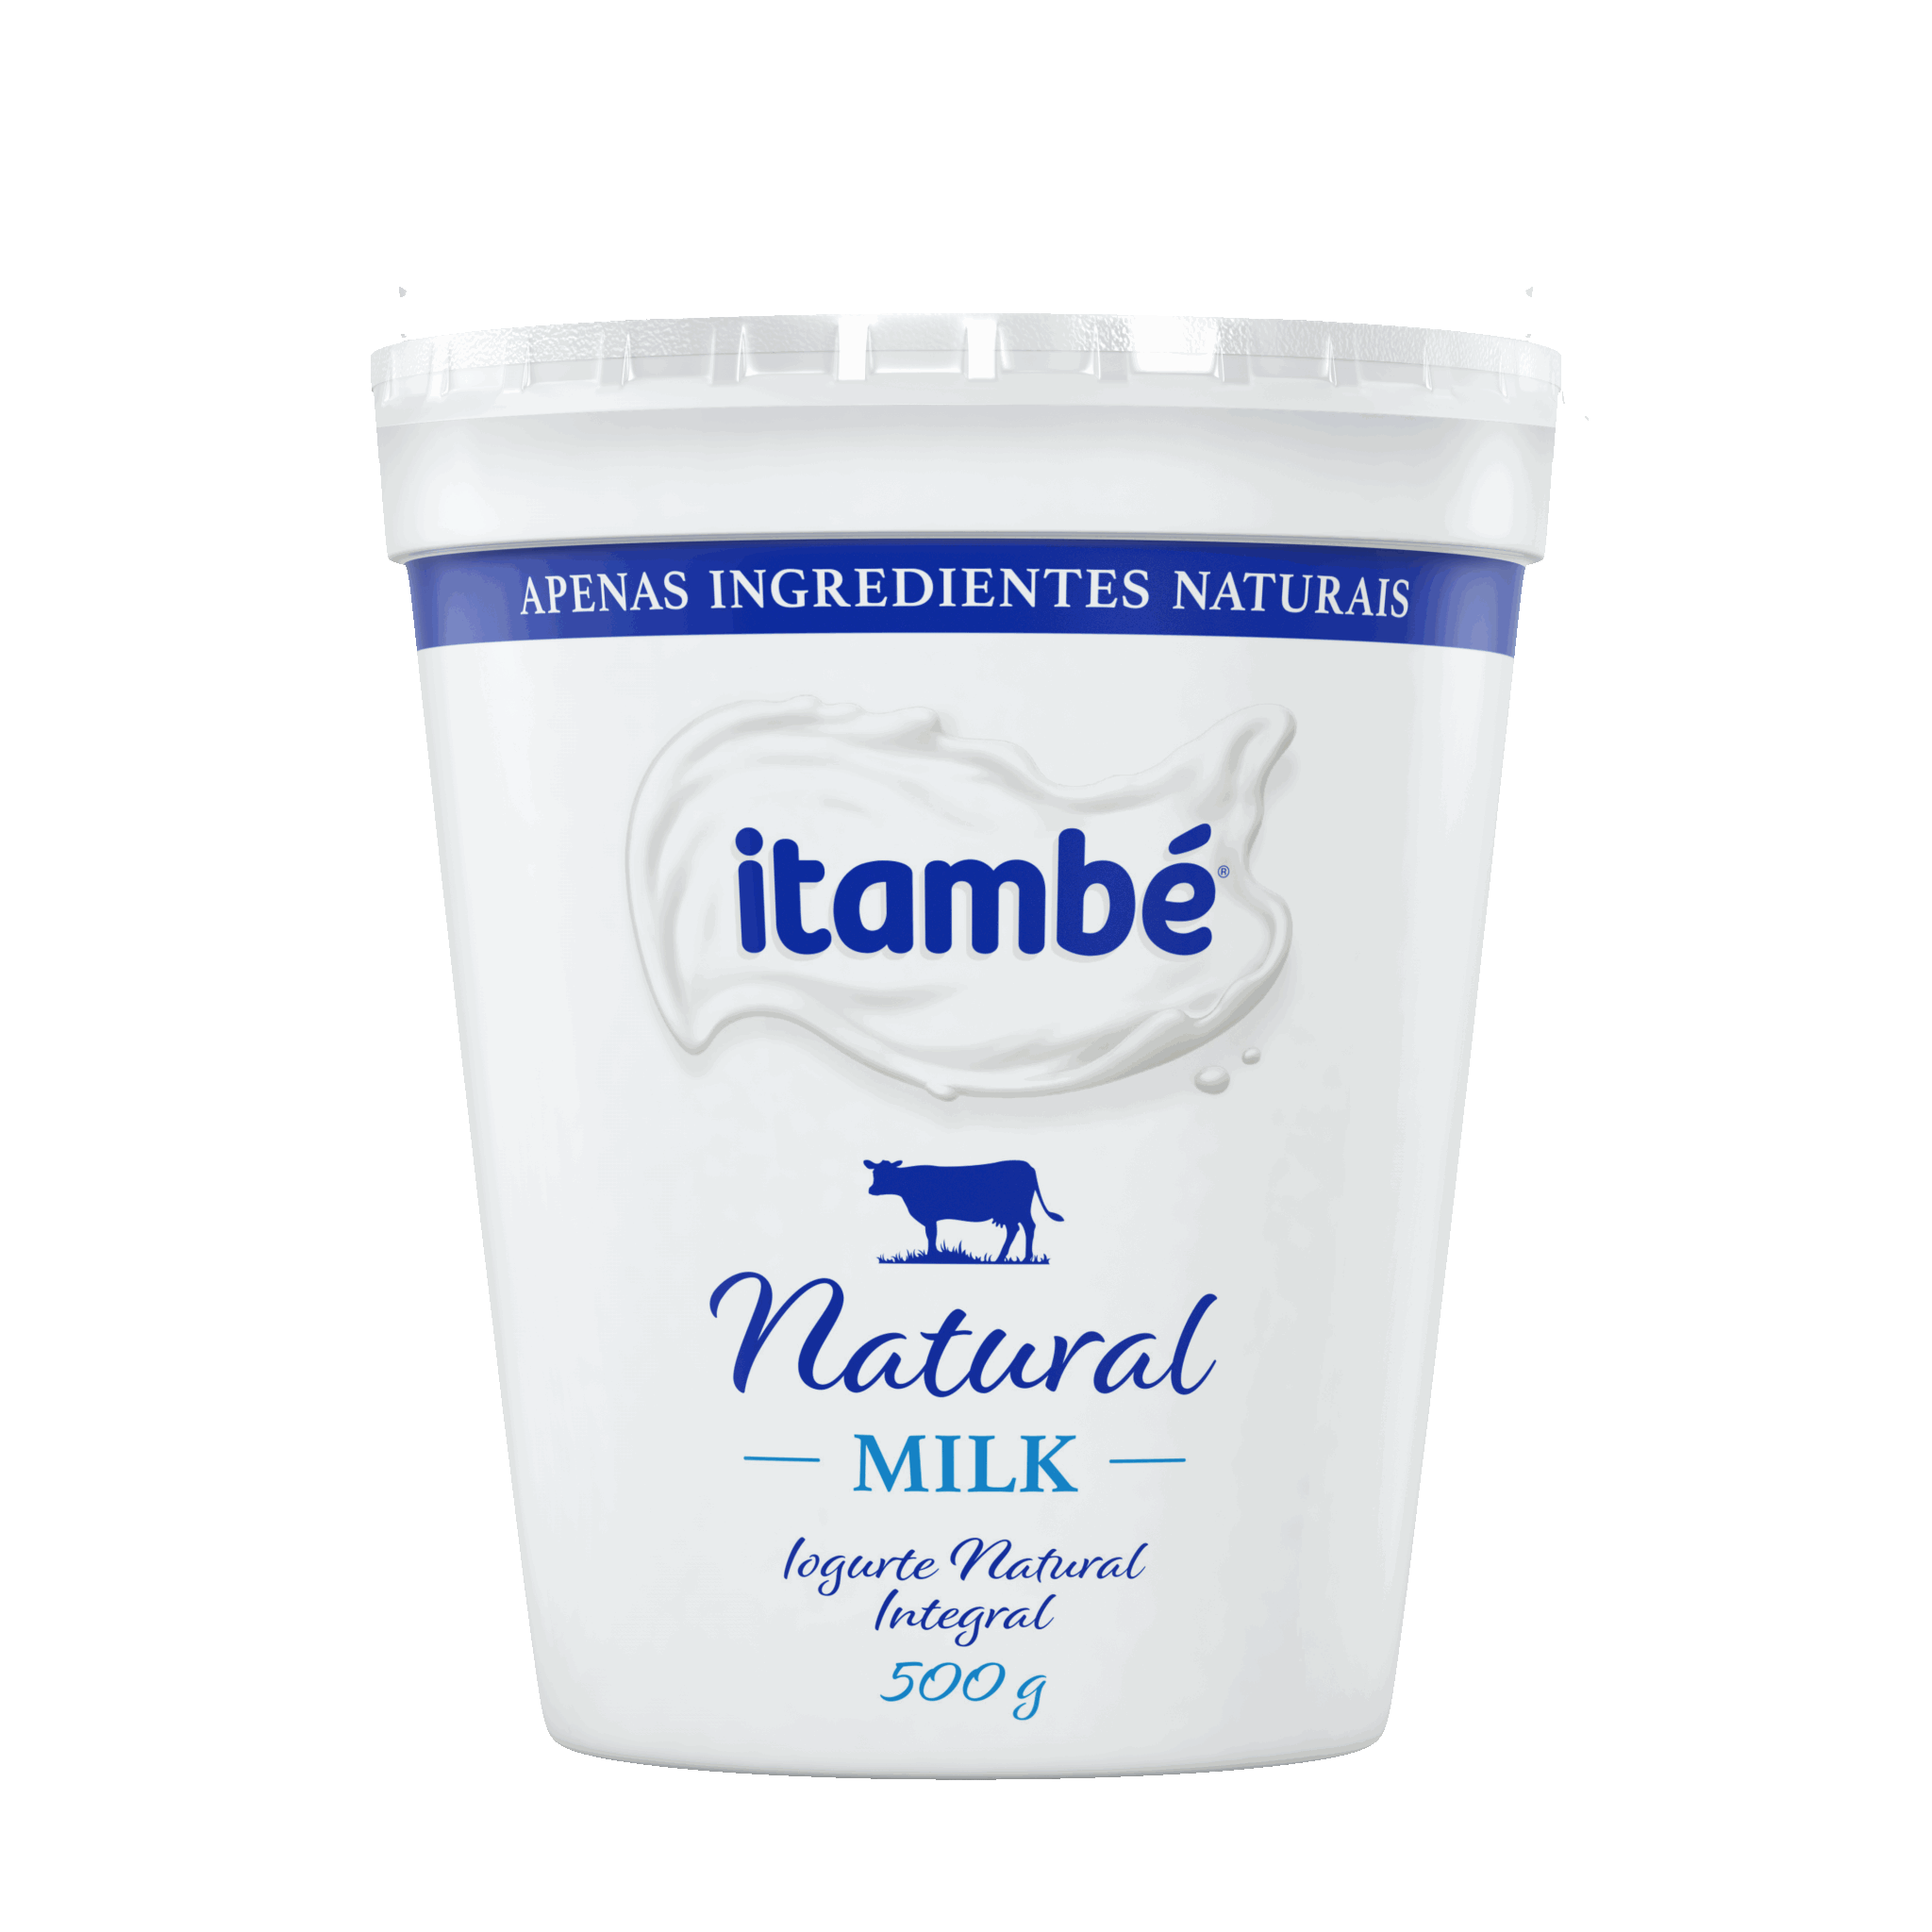 APENAS INGREDIENTES NATURAIS
itambé®
Natural
MILK
Iogurte Natural
Integral
500 g